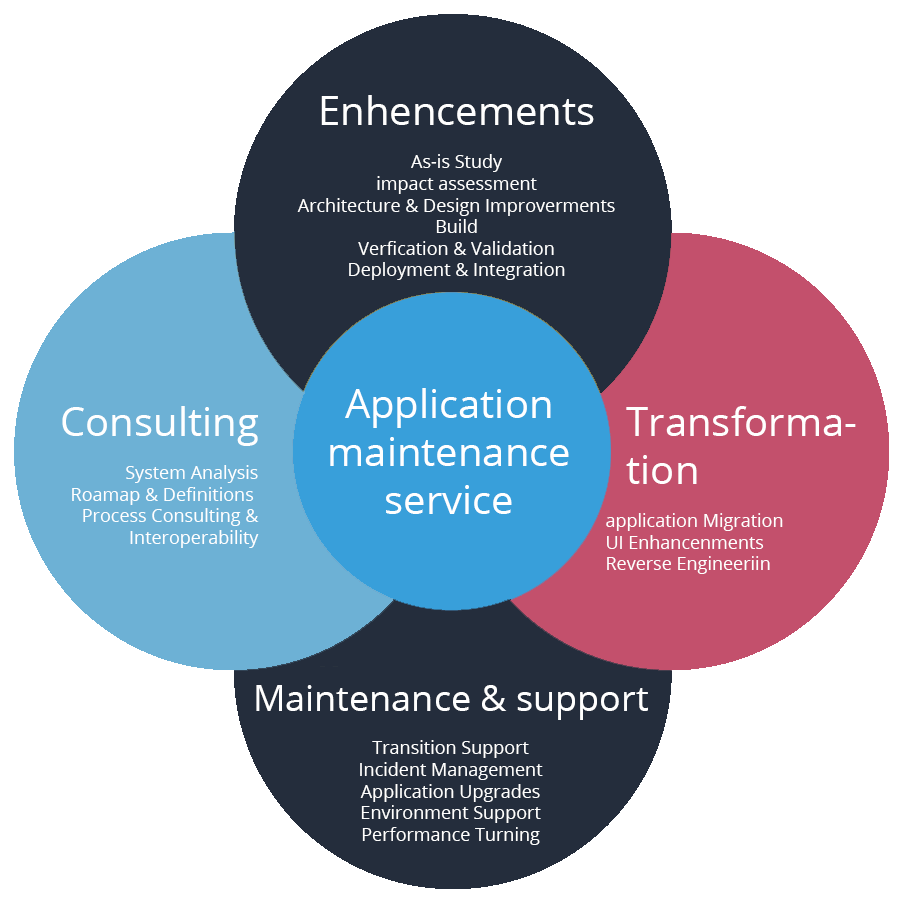 Enhencements
As-is Study
impact assessment
Architecture & Design Improverments
Build
Verfication & Validation
Deployment & Integration
Consulting
System Analysis
Roamap & Definitions
Process Consulting &
Interoperability
Application
maintenance
service
Transforma-
tion
application Migration
UI Enhancenments
Reverse Engineeriin
Maintenance & support
Transition Support
Incident Management
Application Upgrades
Environment Support
Performance Turning